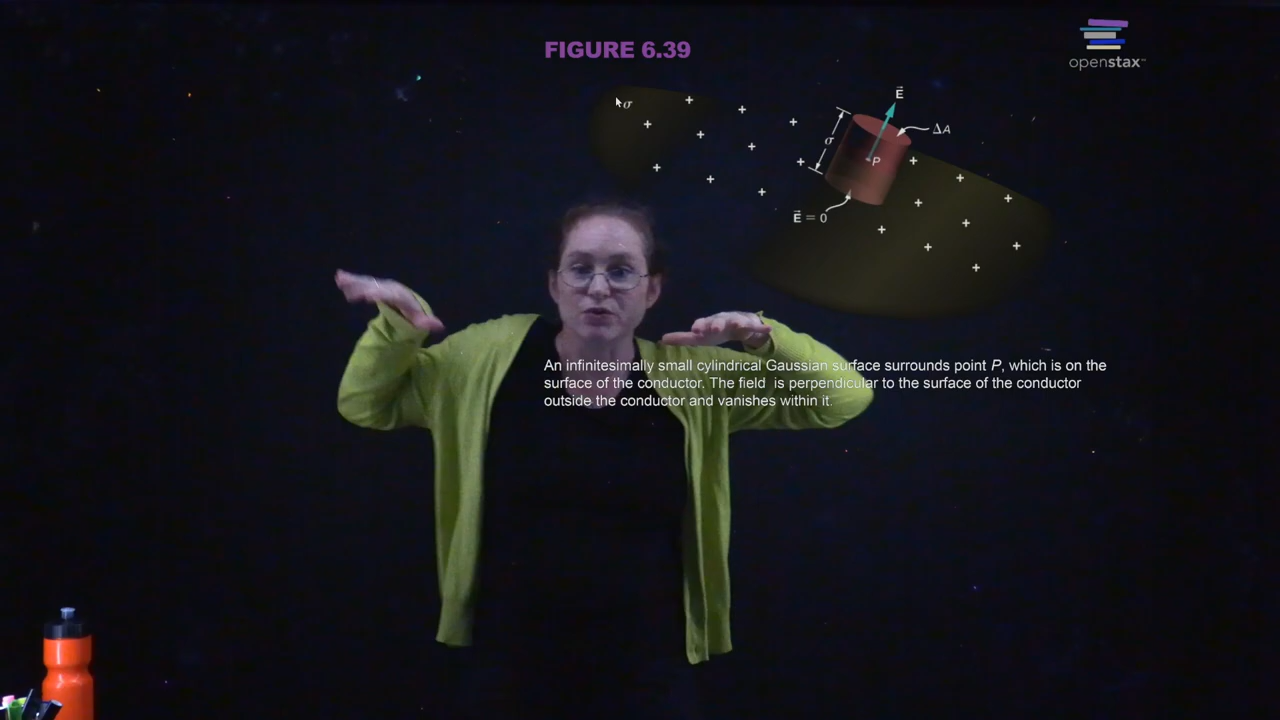 FIGURE 6.39
openstax™
σ
E⃗
ΔA
σ
P
E⃗ = 0
An infinitesimally small cylindrical Gaussian surface surrounds point P, which is on the
surface of the conductor. The field is perpendicular to the surface of the conductor
outside the conductor and vanishes within it.